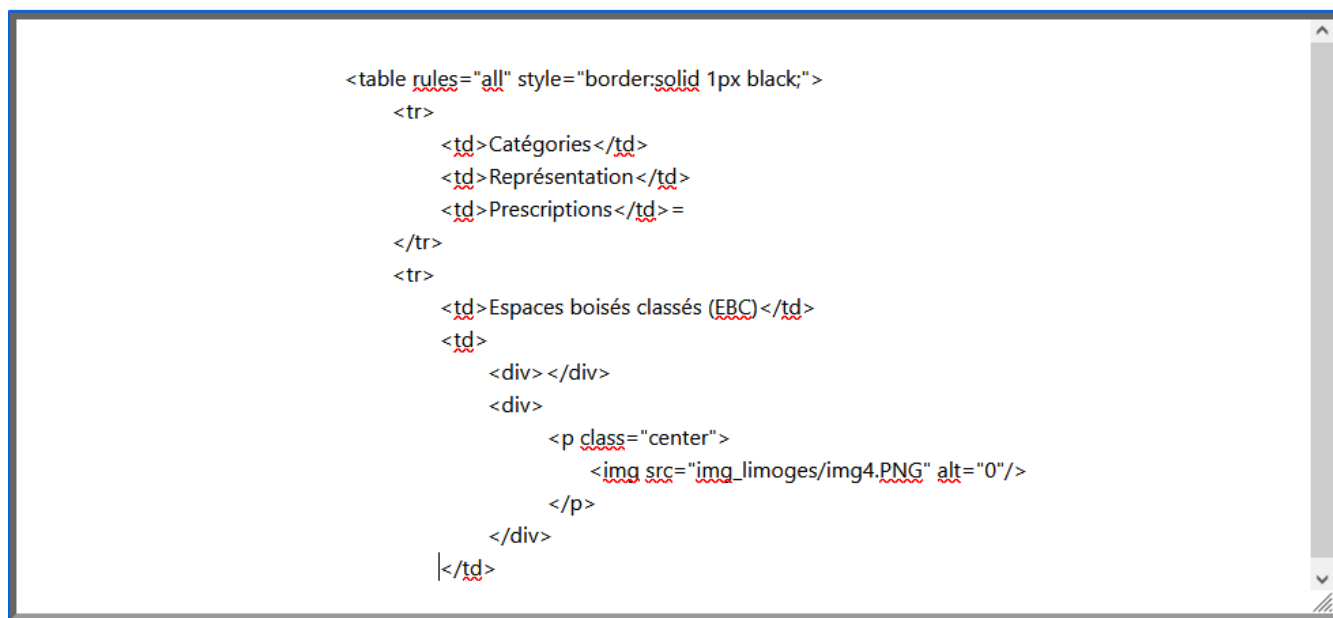 <table rules="all" style="border:solid 1px black;">
<tr>
<td>Catégories</td>
<td>Représentation</td>
<td>Prescriptions</td>=
</tr>
<tr>
<td>Espaces boisés classés (EBC)</td>
<td>
<div></div>
<div>
<p class="center">
<img src="img_limoges/img4.PNG" alt="0"/>
</p>
</div>
</td>